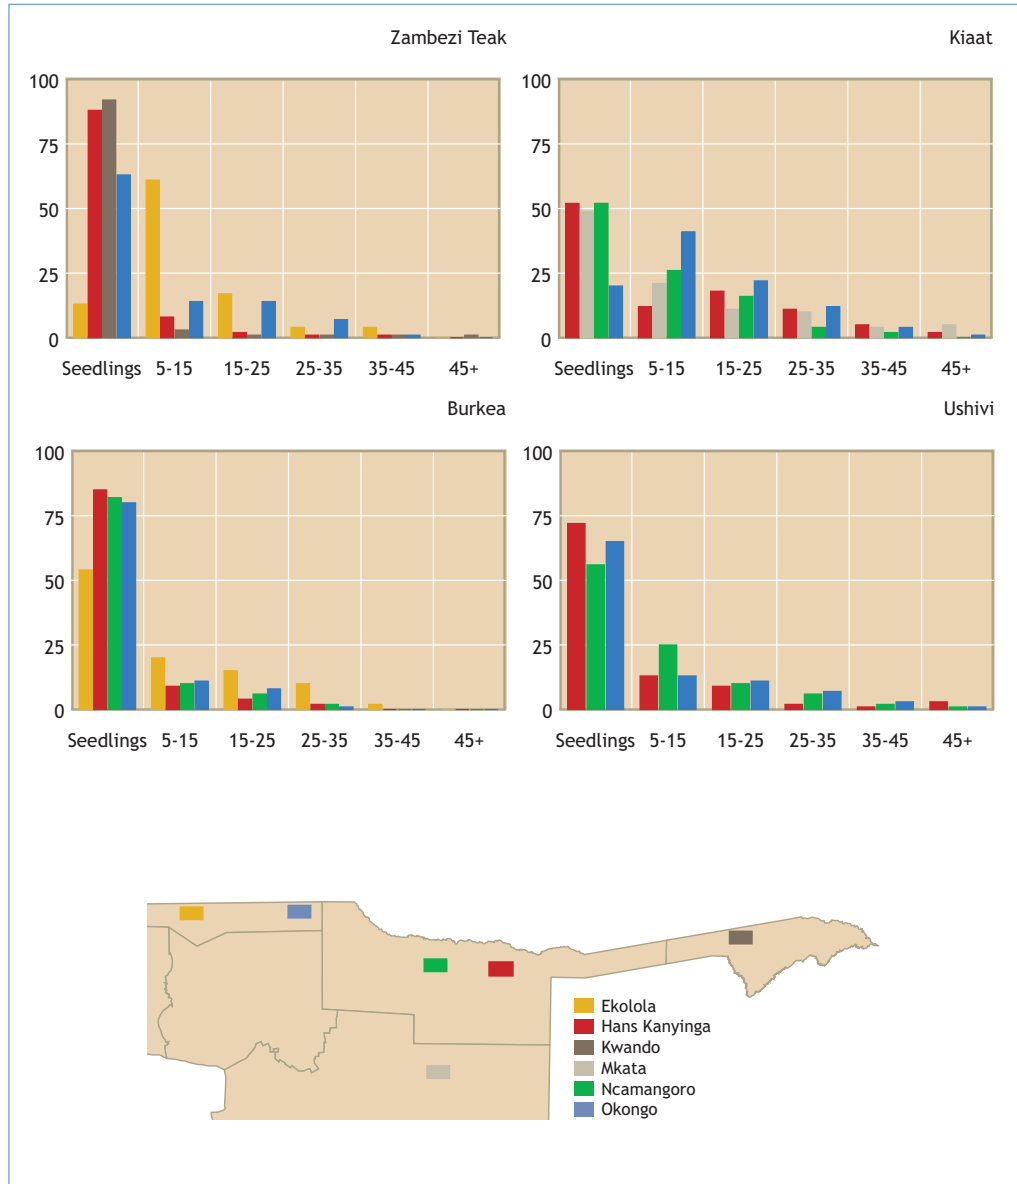 Zambezi Teak
100
75
50
25
0
Seedlings 5-15 15-25 25-35 35-45 45+
Kiaat
100
75
50
25
0
Seedlings 5-15 15-25 25-35 35-45 45+
Burkea
100
75
50
25
0
Seedlings 5-15 15-25 25-35 35-45 45+
Ushivi
100
75
50
25
0
Seedlings 5-15 15-25 25-35 35-45 45+
Ekolola
Hans Kanyinga
Kwando
Mkata
Ncamangoro
Okongo